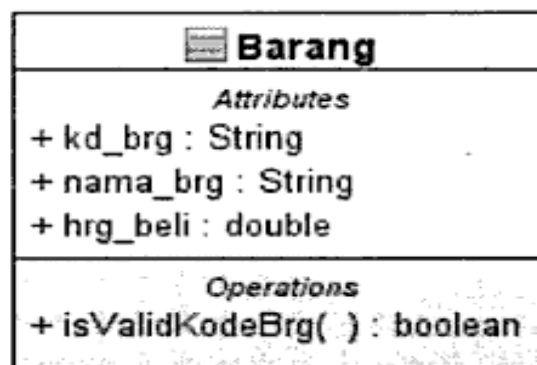 Barang
Attributes
+ kd_brg : String
+ nama_brg : String
+ hrg_beli : double
Operations
+ isValidKodeBrg( ) : boolean